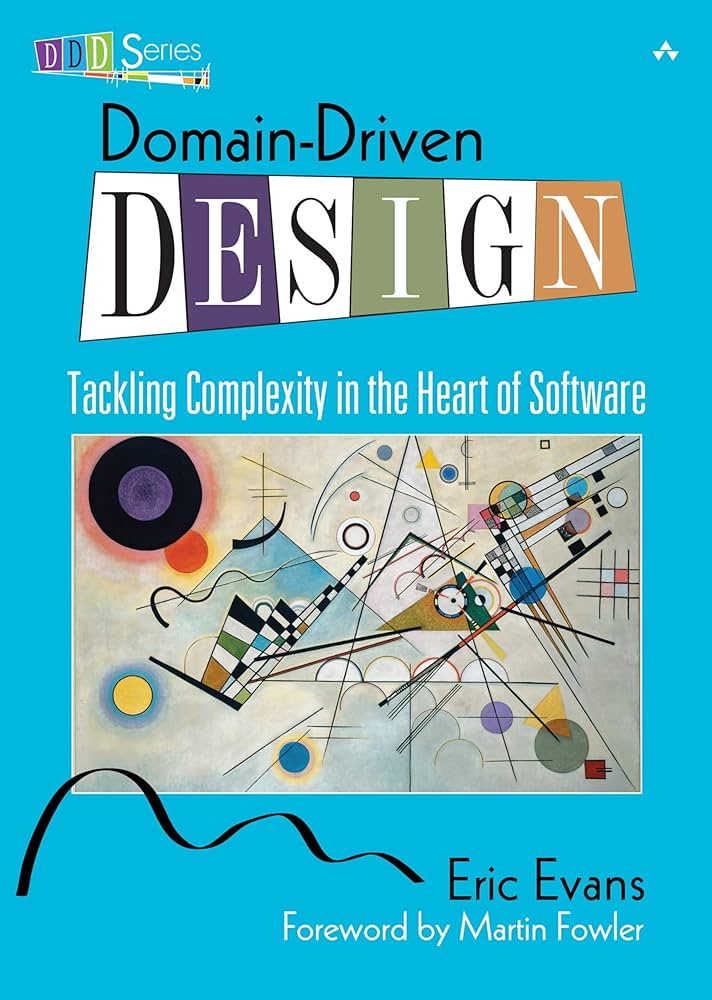 DDD Series
Domain-Driven
DESIGN
Tackling Complexity in the Heart of Software
Eric Evans
Foreword by Martin Fowler